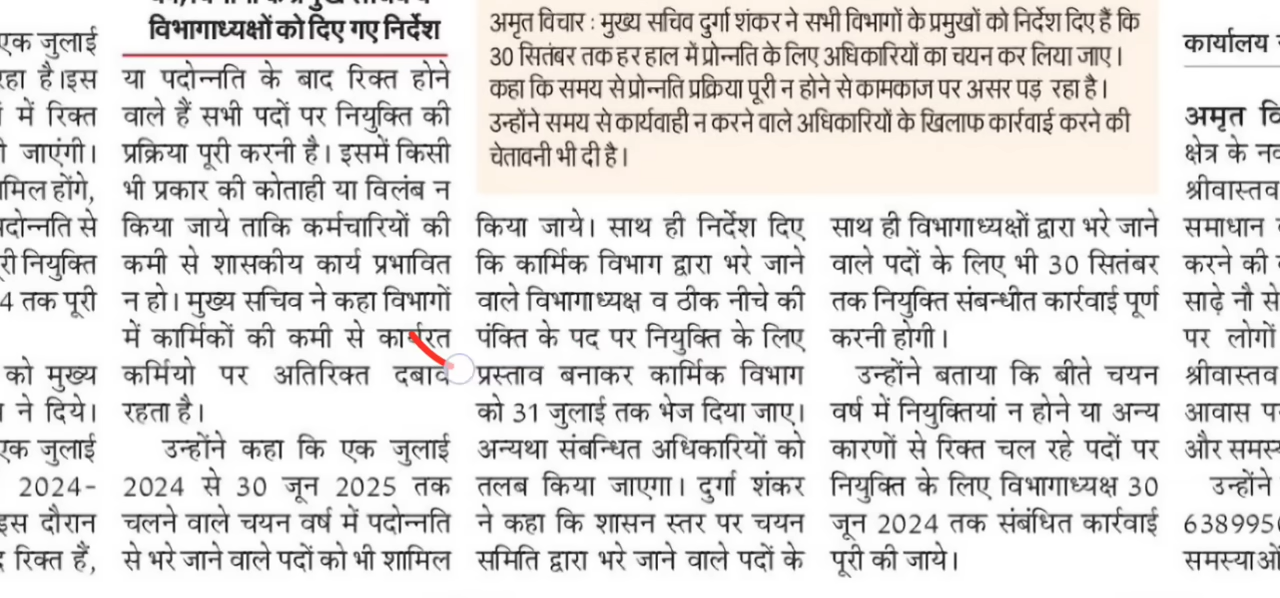 एक जुलाई
रहा है।इस
में रिक्त
जाएंगी।
मिल होंगे,
पदोन्नति से
री नियुक्ति
4 तक पूरी
को मुख्य
ने दिये।
एक जुलाई
2024-
इस दौरान
रिक्त हैं,
विभागाध्यक्षों को दिए गए निर्देश
या पदोन्नति के बाद रिक्त होने
वाले हैं सभी पदों पर नियुक्ति की
प्रक्रिया पूरी करनी है। इसमें किसी
भी प्रकार की कोताही या विलंब न
किया जाये ताकि कर्मचारियों की
कमी से शासकीय कार्य प्रभावित
न हो। मुख्य सचिव ने कहा विभागों
में कार्मिकों की कमी से कार्यरत
कर्मियो पर अतिरिक्त दबाव
रहता है।
उन्होंने कहा कि एक जुलाई
2024 से 30 जून 2025 तक
चलने वाले चयन वर्ष में पदोन्नति
से भरे जाने वाले पदों को भी शामिल
अमृत विचार : मुख्य सचिव दुर्गा शंकर ने सभी विभागों के प्रमुखों को निर्देश दिए हैं कि
30 सितंबर तक हर हाल में प्रोन्नति के लिए अधिकारियों का चयन कर लिया जाए।
कहा कि समय से प्रोन्नति प्रक्रिया पूरी न होने से कामकाज पर असर पड़ रहा है।
उन्होंने समय से कार्यवाही न करने वाले अधिकारियों के खिलाफ कार्रवाई करने की
चेतावनी भी दी है।
किया जाये। साथ ही निर्देश दिए
कि कार्मिक विभाग द्वारा भरे जाने
वाले विभागाध्यक्ष व ठीक नीचे की
पंक्ति के पद पर नियुक्ति के लिए
प्रस्ताव बनाकर कार्मिक विभाग
को 31 जुलाई तक भेज दिया जाए।
अन्यथा संबन्धित अधिकारियों को
तलब किया जाएगा। दुर्गा शंकर
ने कहा कि शासन स्तर पर चयन
समिति द्वारा भरे जाने वाले पदों के
साथ ही विभागाध्यक्षों द्वारा भरे जाने
वाले पदों के लिए भी 30 सितंबर
तक नियुक्ति संबन्धीत कार्रवाई पूर्ण
करनी होगी।
उन्होंने बताया कि बीते चयन
वर्ष में नियुक्तियां न होने या अन्य
कारणों से रिक्त चल रहे पदों पर
नियुक्ति के लिए विभागाध्यक्ष 30
जून 2024 तक संबंधित कार्रवाई
पूरी की जाये।
कार्यालय
अमृत वि
क्षेत्र के नव
श्रीवास्तव
समाधान
करने की
साढ़े नौ से
पर लोगों
श्रीवास्तव
आवास प
और समस्
उन्होंने
638995
समस्याओं